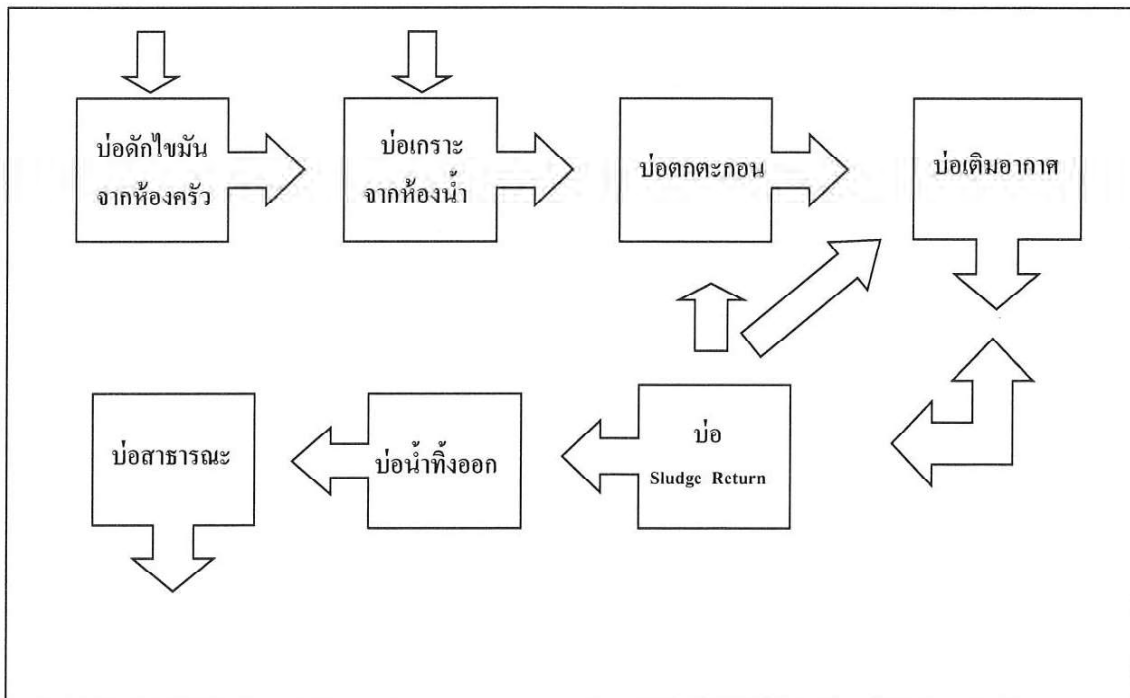 บ่อดักไขมัน
จากห้องครัว
บ่อเกราะ
จากห้องน้ำ
บ่อตกตะกอน
บ่อเติมอากาศ
บ่อสาธารณะ
บ่อน้ำทิ้งออก
บ่อ
Sludge Return